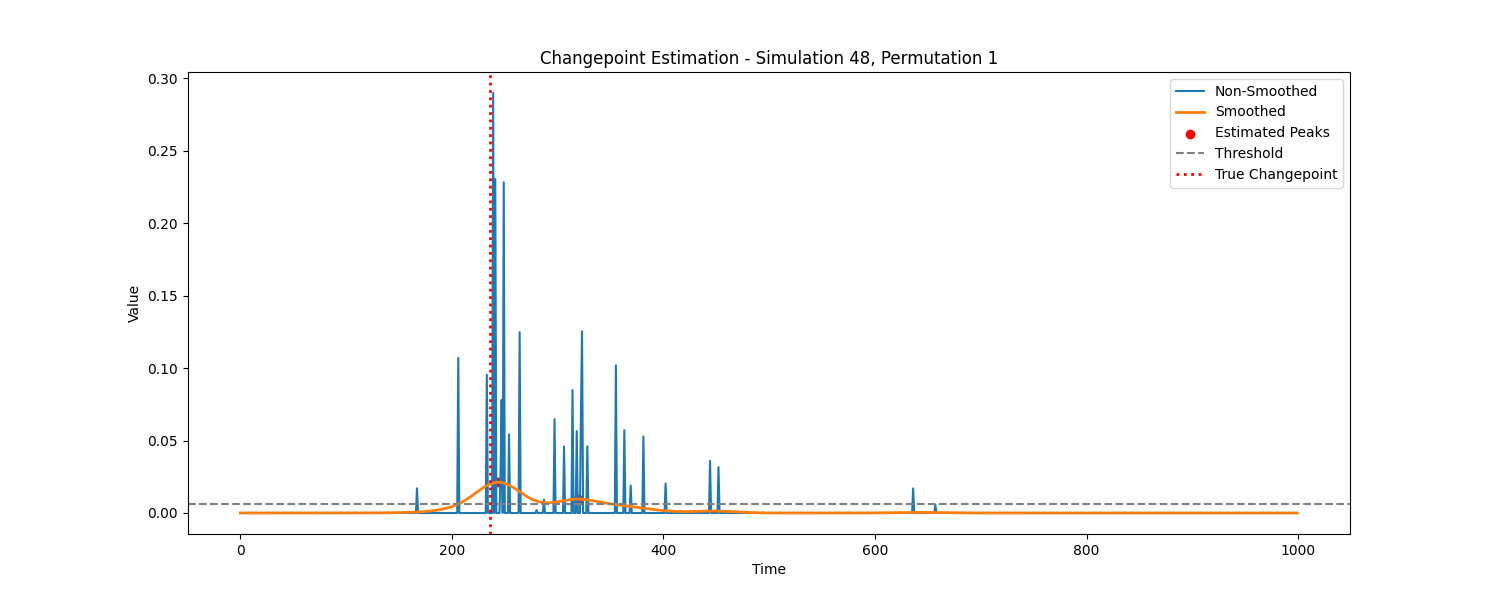 Changepoint Estimation - Simulation 48, Permutation 1
Non-Smoothed
Smoothed
Estimated Peaks
Threshold
True Changepoint
0.30
0.25
0.20
0.15
0.10
0.05
0.00
Value
0
200
400
600
800
1000
Time